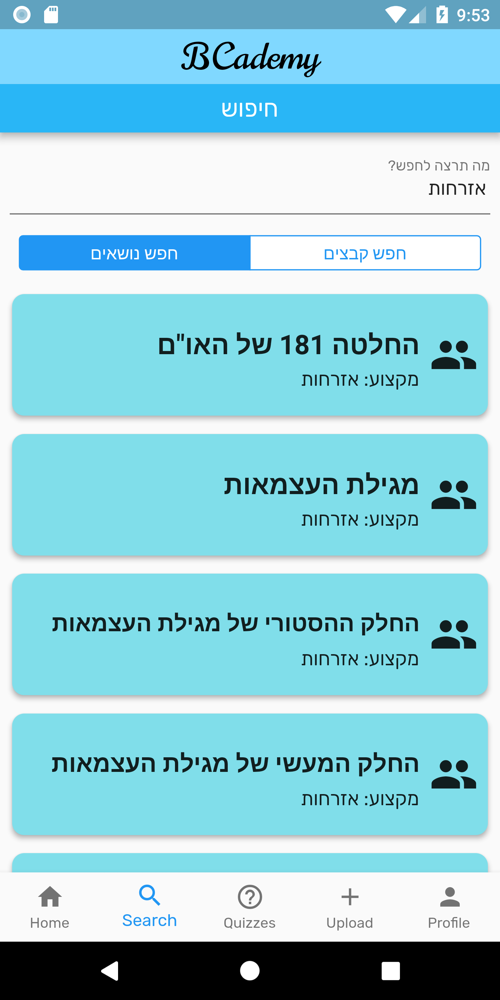 9:53
BCademy
חיפוש
מה תרצה לחפש?
אזרחות
חפש קבצים
חפש נושאים
החלטה 181 של האו"ם
מקצוע: אזרחות
מגילת העצמאות
מקצוע: אזרחות
החלק ההסטורי של מגילת העצמאות
מקצוע: אזרחות
החלק המעשי של מגילת העצמאות
מקצוע: אזרחות
Home
Search
Quizzes
Upload
Profile